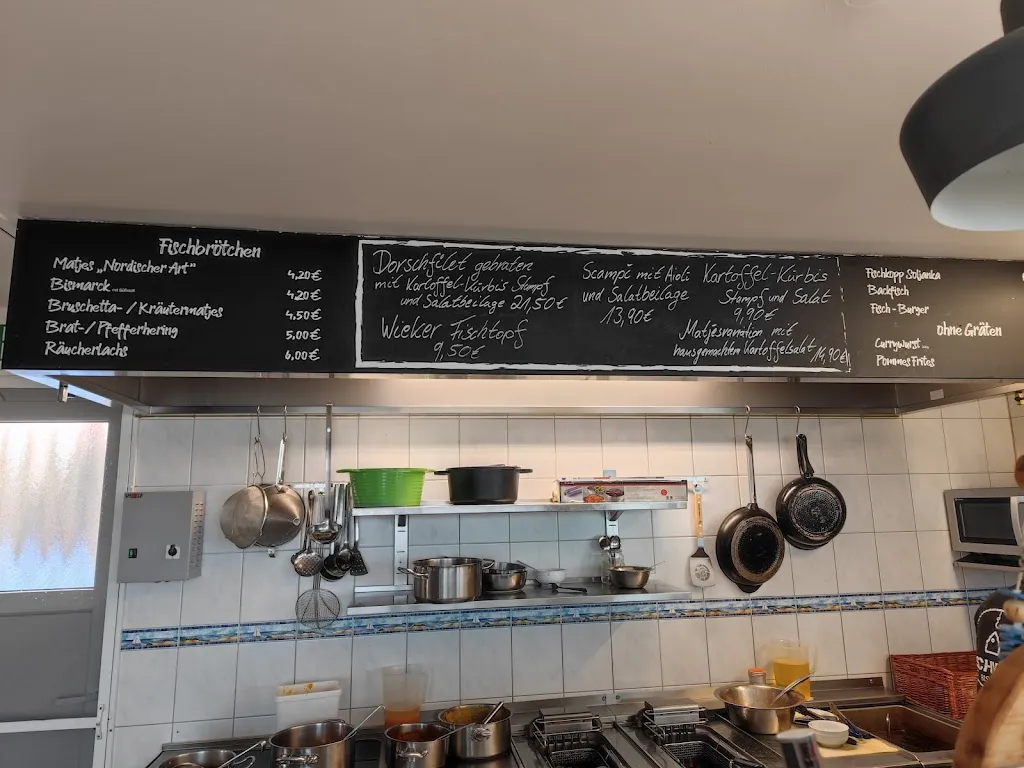 Fischbrötchen
Matjes „Nordischer Art" 4,20€
Bismarck 4,20€
Bruschetta- / Kräutermatjes 4,50€
Brat- / Pfefferhering 5,00€
Räucherlachs 6,00€
Dorschfilet gebraten
mit Kartoffel-Kürbis Stampf
und Salatbeilage 21,50€
Wieker Fischtopf
9,50€
Scampi mit Aioli
und Salatbeilage
13,90€
Kartoffel-Kürbis
Stampf und Salat
9,90€
Matjesvariation mit
hausgemachten Kartoffelsalat 14,90€
Fischkopp Soljanka
Backfisch
Fisch - Burger
ohne Gräten
Currywurst
Pommes Frites